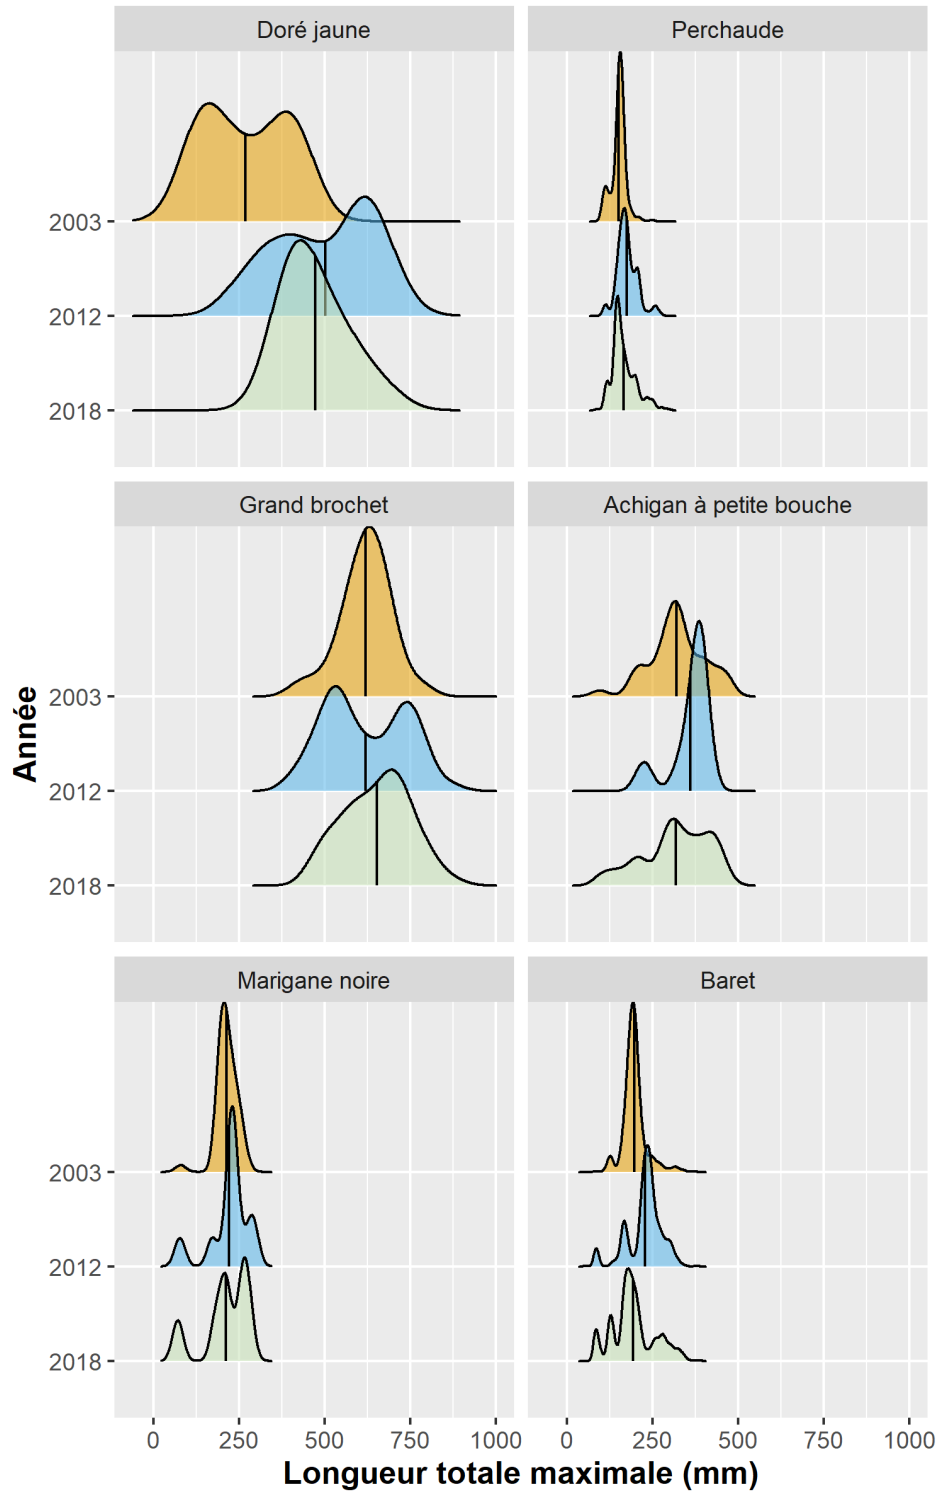 Doré jaune
Perchaude
2003
2012
2018
Grand brochet
Achigan à petite bouche
Année
2003
2012
2018
Marigane noire
Baret
2003
2012
2018
0 250 500 750 1000
0 250 500 750 1000
Longueur totale maximale (mm)